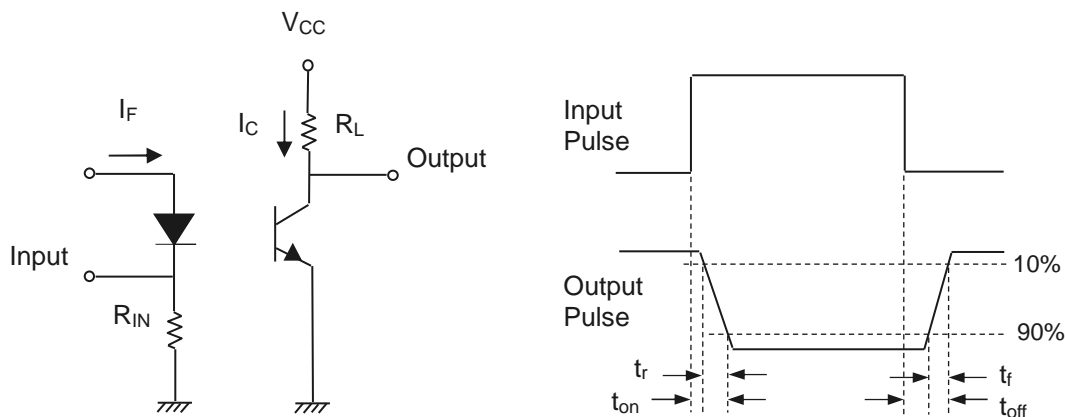 VCC
IF
IC
RL
Output
Input
RIN
Input
Pulse
Output
Pulse
10%
90%
tr
ton
tf
toff